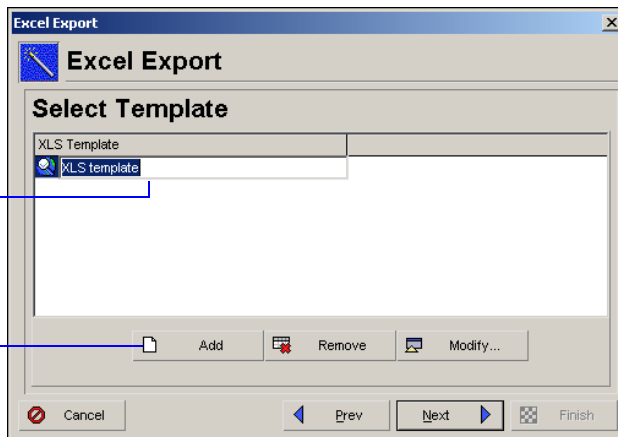 Excel Export
Excel Export
Select Template
XLS Template
XLS template
Add Remove Modify...
Cancel Prev Next Finish